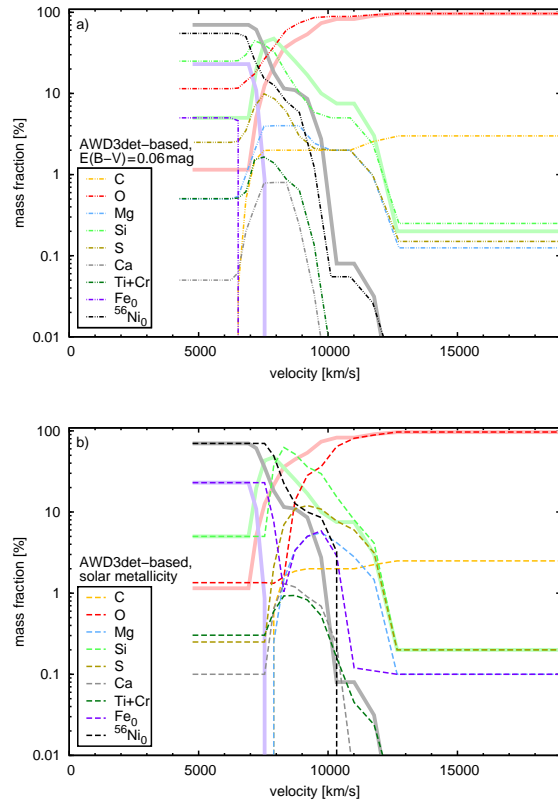 a)
100
10
1
0.1
0.01
mass fraction [%]
AWD3det−based,
E(B−V)=0.06mag
C
O
Mg
Si
S
Ca
Ti+Cr
Fe₀
⁵⁶Ni₀
0
5000
10000
15000
velocity [km/s]
b)
100
10
1
0.1
0.01
mass fraction [%]
AWD3det−based,
solar metallicity
C
O
Mg
Si
S
Ca
Ti+Cr
Fe₀
⁵⁶Ni₀
0
5000
10000
15000
velocity [km/s]